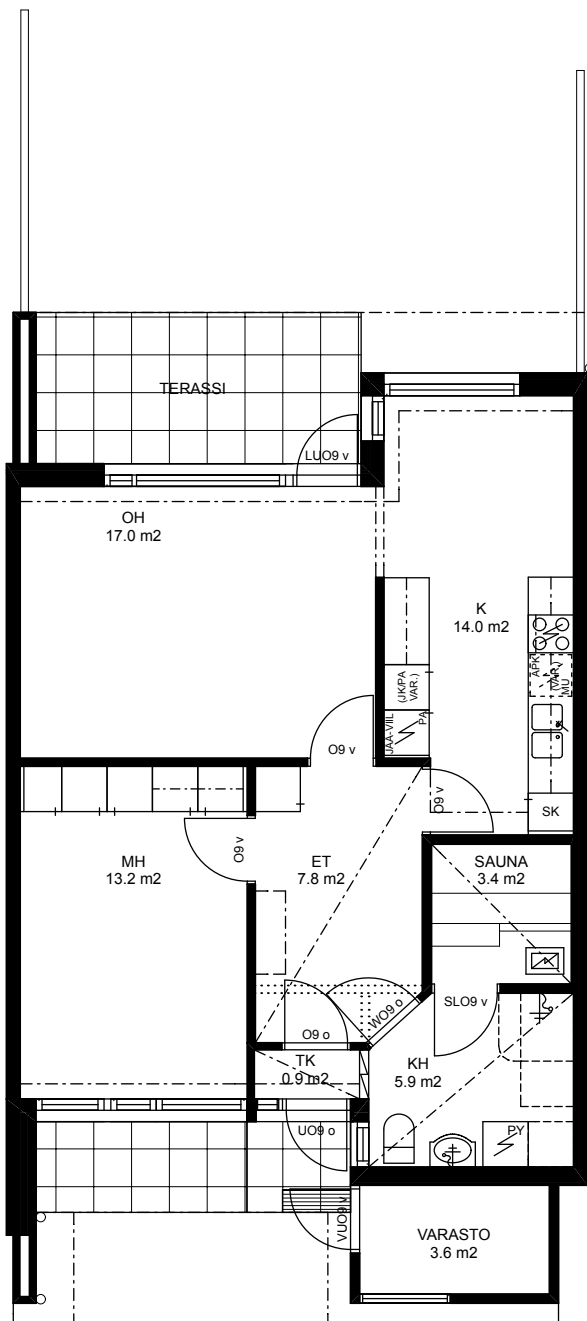 TERASSI
LUO9 v
OH
17.0 m2
K
14.0 m2
APK
(VAR.)
MU
(JK/PA
VAR.)
JÄÄ-VIIL
PA
O9 v
O9 v
SK
MH
13.2 m2
O9 v
ET
7.8 m2
SAUNA
3.4 m2
SLO9 v
WO9 o
O9 o
TK
0.9 m2
KH
5.9 m2
UO9 o
PY
VUO9 v
VARASTO
3.6 m2